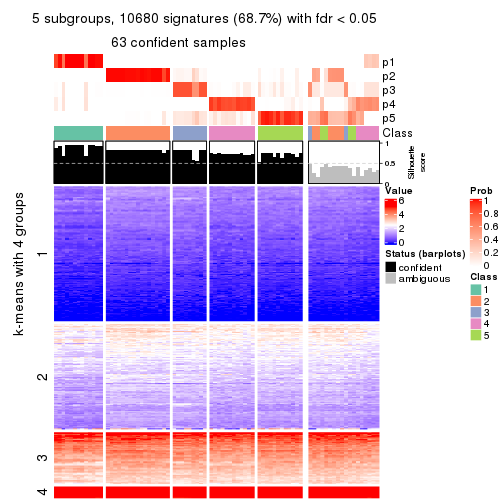 5 subgroups, 10680 signatures (68.7%) with fdr < 0.05
63 confident samples
p1
p2
p3
p4
p5
Class
1
0.5
0
Silhouette
score
k-means with 4 groups
1
2
3
4
Value
6
4
2
0
Status (barplots)
confident
ambiguous
Prob
1
0.8
0.6
0.4
0.2
0
Class
1
2
3
4
5